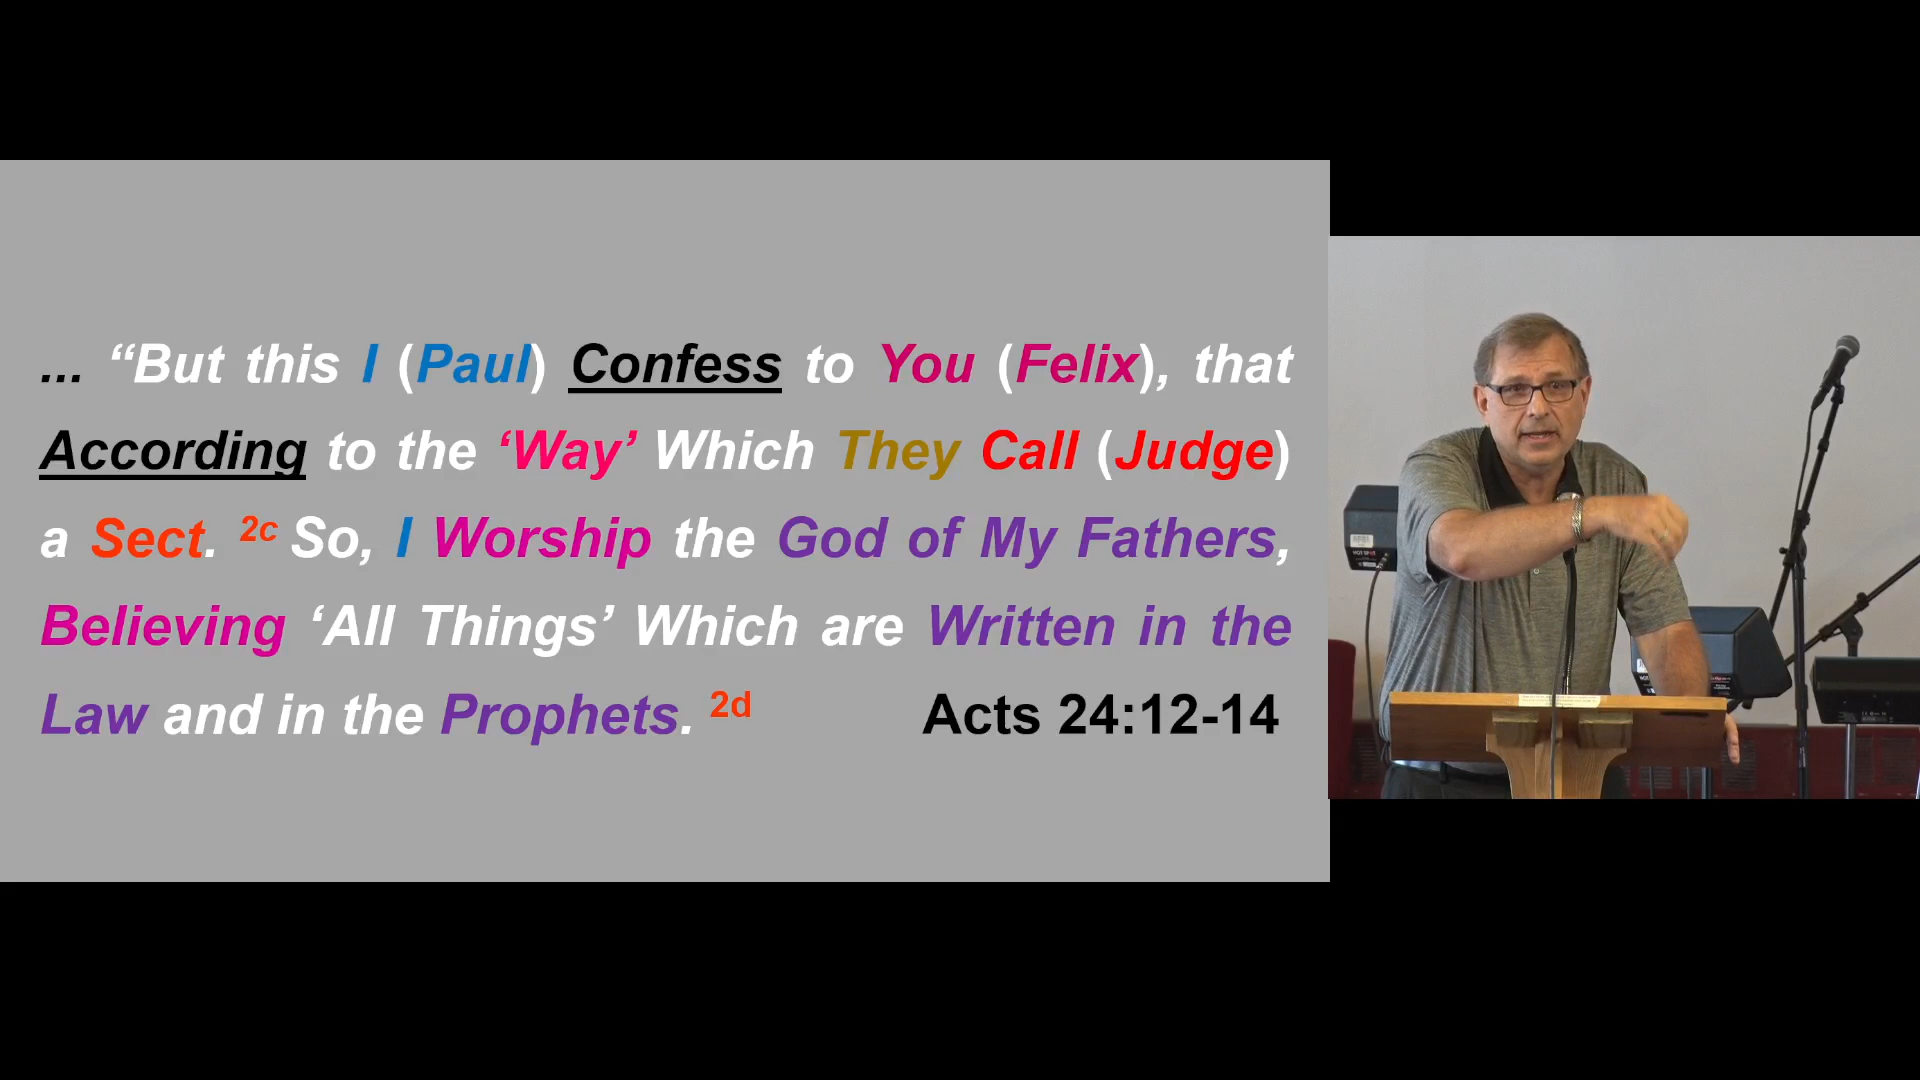 ... “But this I (Paul) Confess to You (Felix), that
According to the ‘Way’ Which They Call (Judge)
a Sect. 2c So, I Worship the God of My Fathers,
Believing ‘All Things’ Which are Written in the
Law and in the Prophets. 2d Acts 24:12-14
HOT SPOT